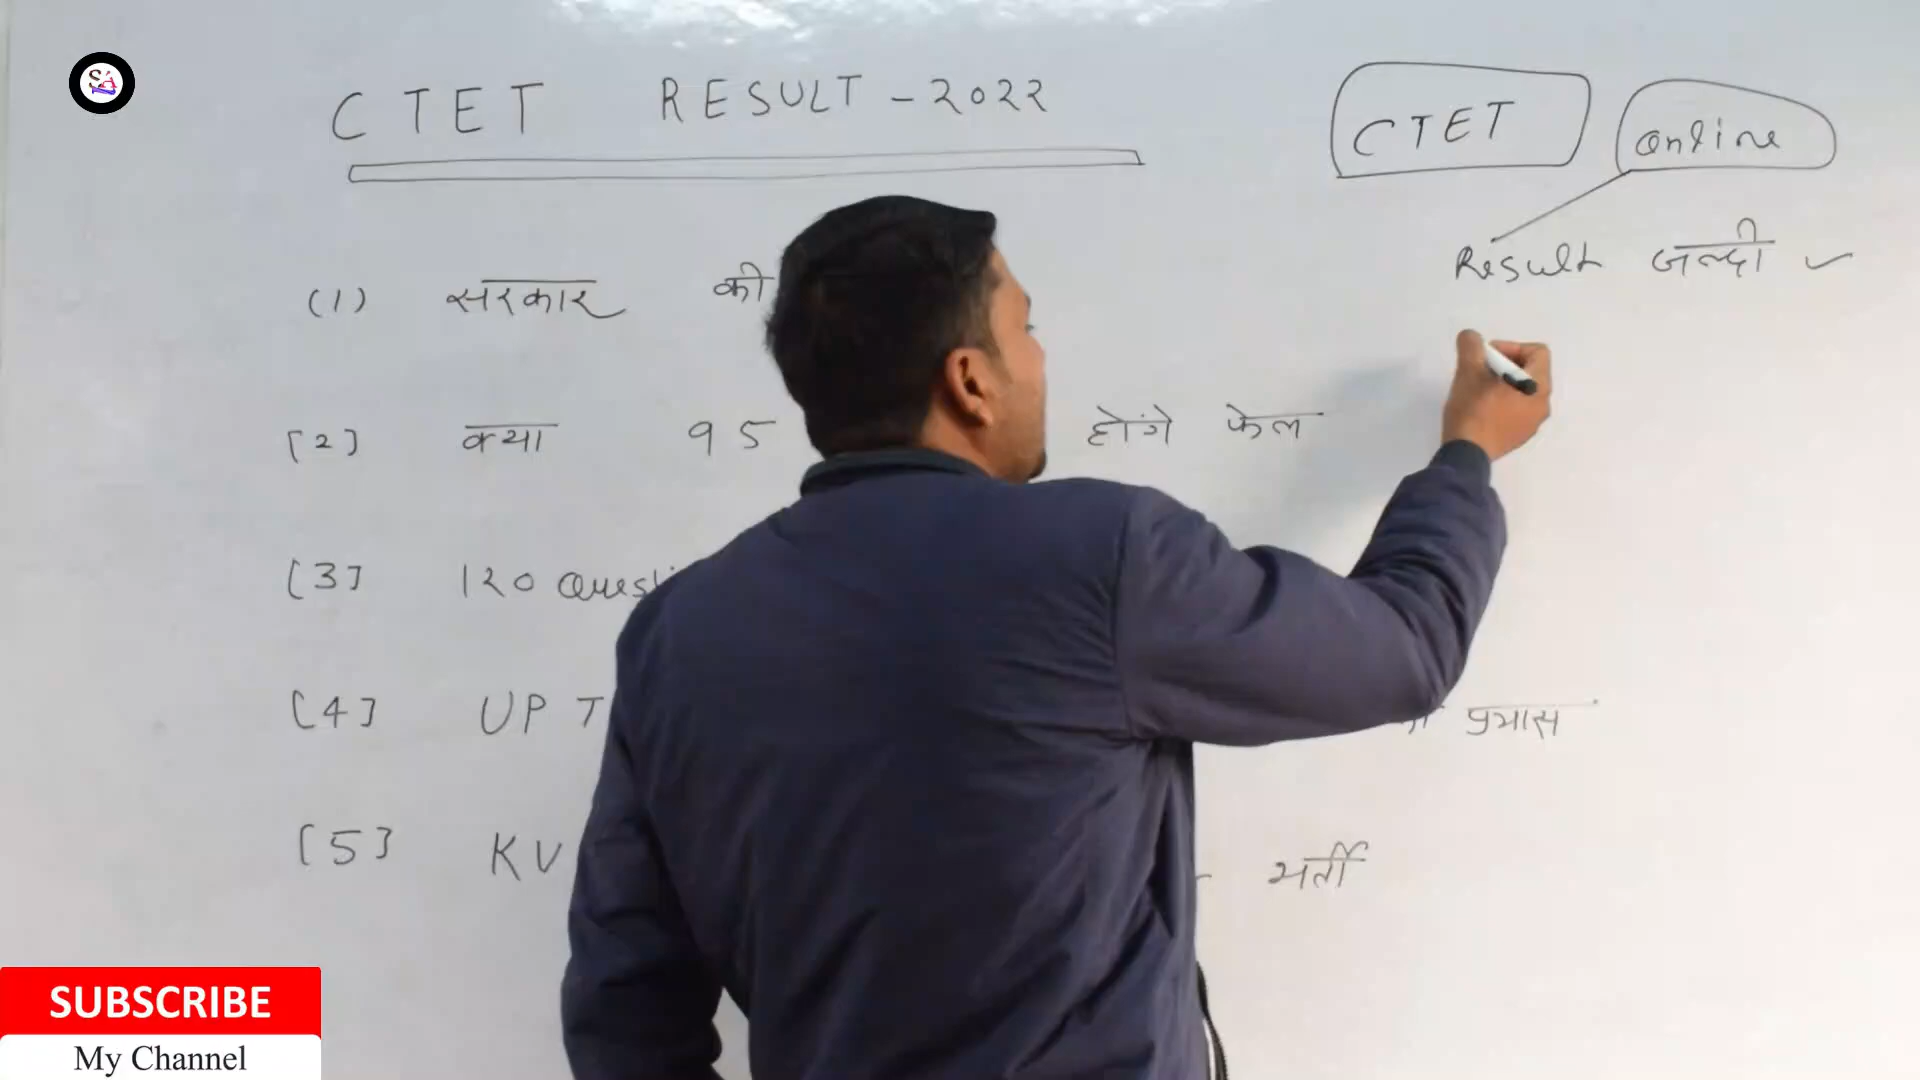 CTET RESULT - 2022
(1) सरकार की
[2] क्या 95 होंगे फेल
[3] 120 Quest
[4] UP T प्रयास
[5] KV भर्ती
CTET Online
Result जल्दी ✓
SUBSCRIBE
My Channel